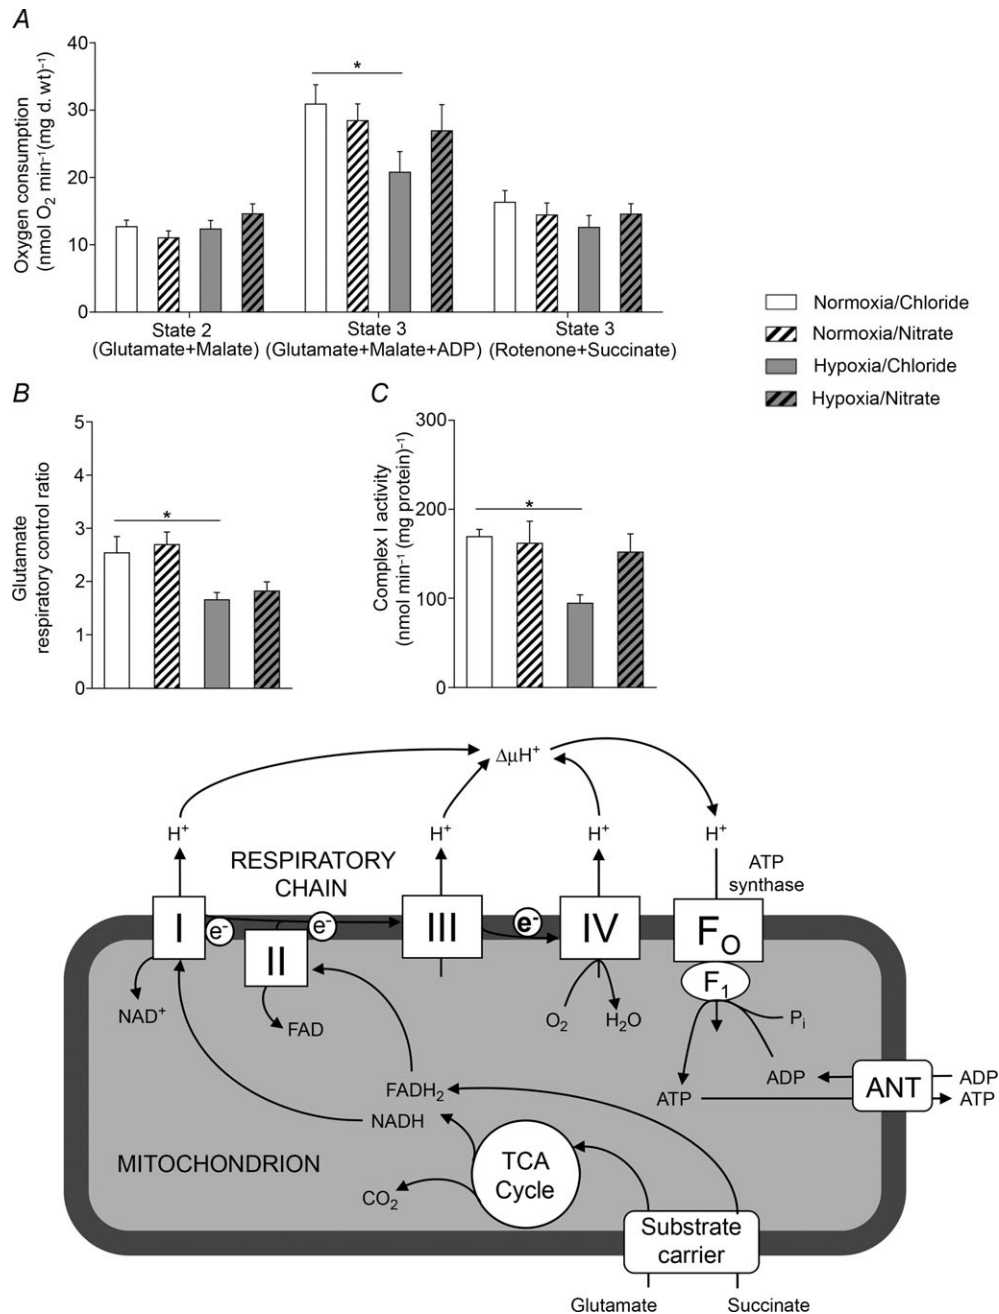 A
Oxygen consumption
(nmol O₂ min⁻¹(mg d. wt)⁻¹)
40
30
20
10
0
*
State 2
(Glutamate+Malate)
State 3
(Glutamate+Malate+ADP)
State 3
(Rotenone+Succinate)
Normoxia/Chloride
Normoxia/Nitrate
Hypoxia/Chloride
Hypoxia/Nitrate
B
Glutamate
respiratory control ratio
5
4
3
2
1
0
*
C
Complex I activity
(nmol min⁻¹ (mg protein)⁻¹)
300
200
100
0
*
ΔμH⁺
H⁺
H⁺
H⁺
H⁺
RESPIRATORY
CHAIN
ATP
synthase
I
e⁻
II
e⁻
III
e⁻
IV
F_O
F₁
NAD⁺
FAD
O₂
H₂O
Pᵢ
ADP
ATP
ANT
ADP
ATP
FADH₂
NADH
MITOCHONDRION
TCA
Cycle
CO₂
Substrate
carrier
Glutamate
Succinate